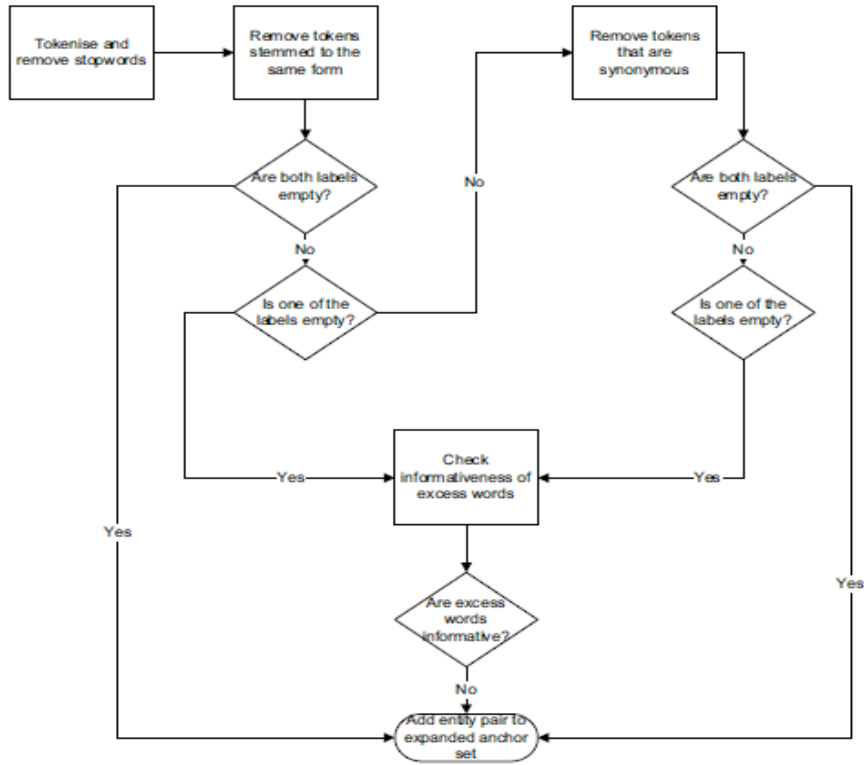 Tokenise and
remove stopwords
Remove tokens
stemmed to the
same form
Remove tokens
that are
synonymous
Are both labels
empty?
No
Are both labels
empty?
No
No
Is one of the
labels empty?
Is one of the
labels empty?
Check
informativeness of
excess words
Yes
Yes
Yes
Yes
Are excess
words
informative?
No
Add entity pair to
expanded anchor
set